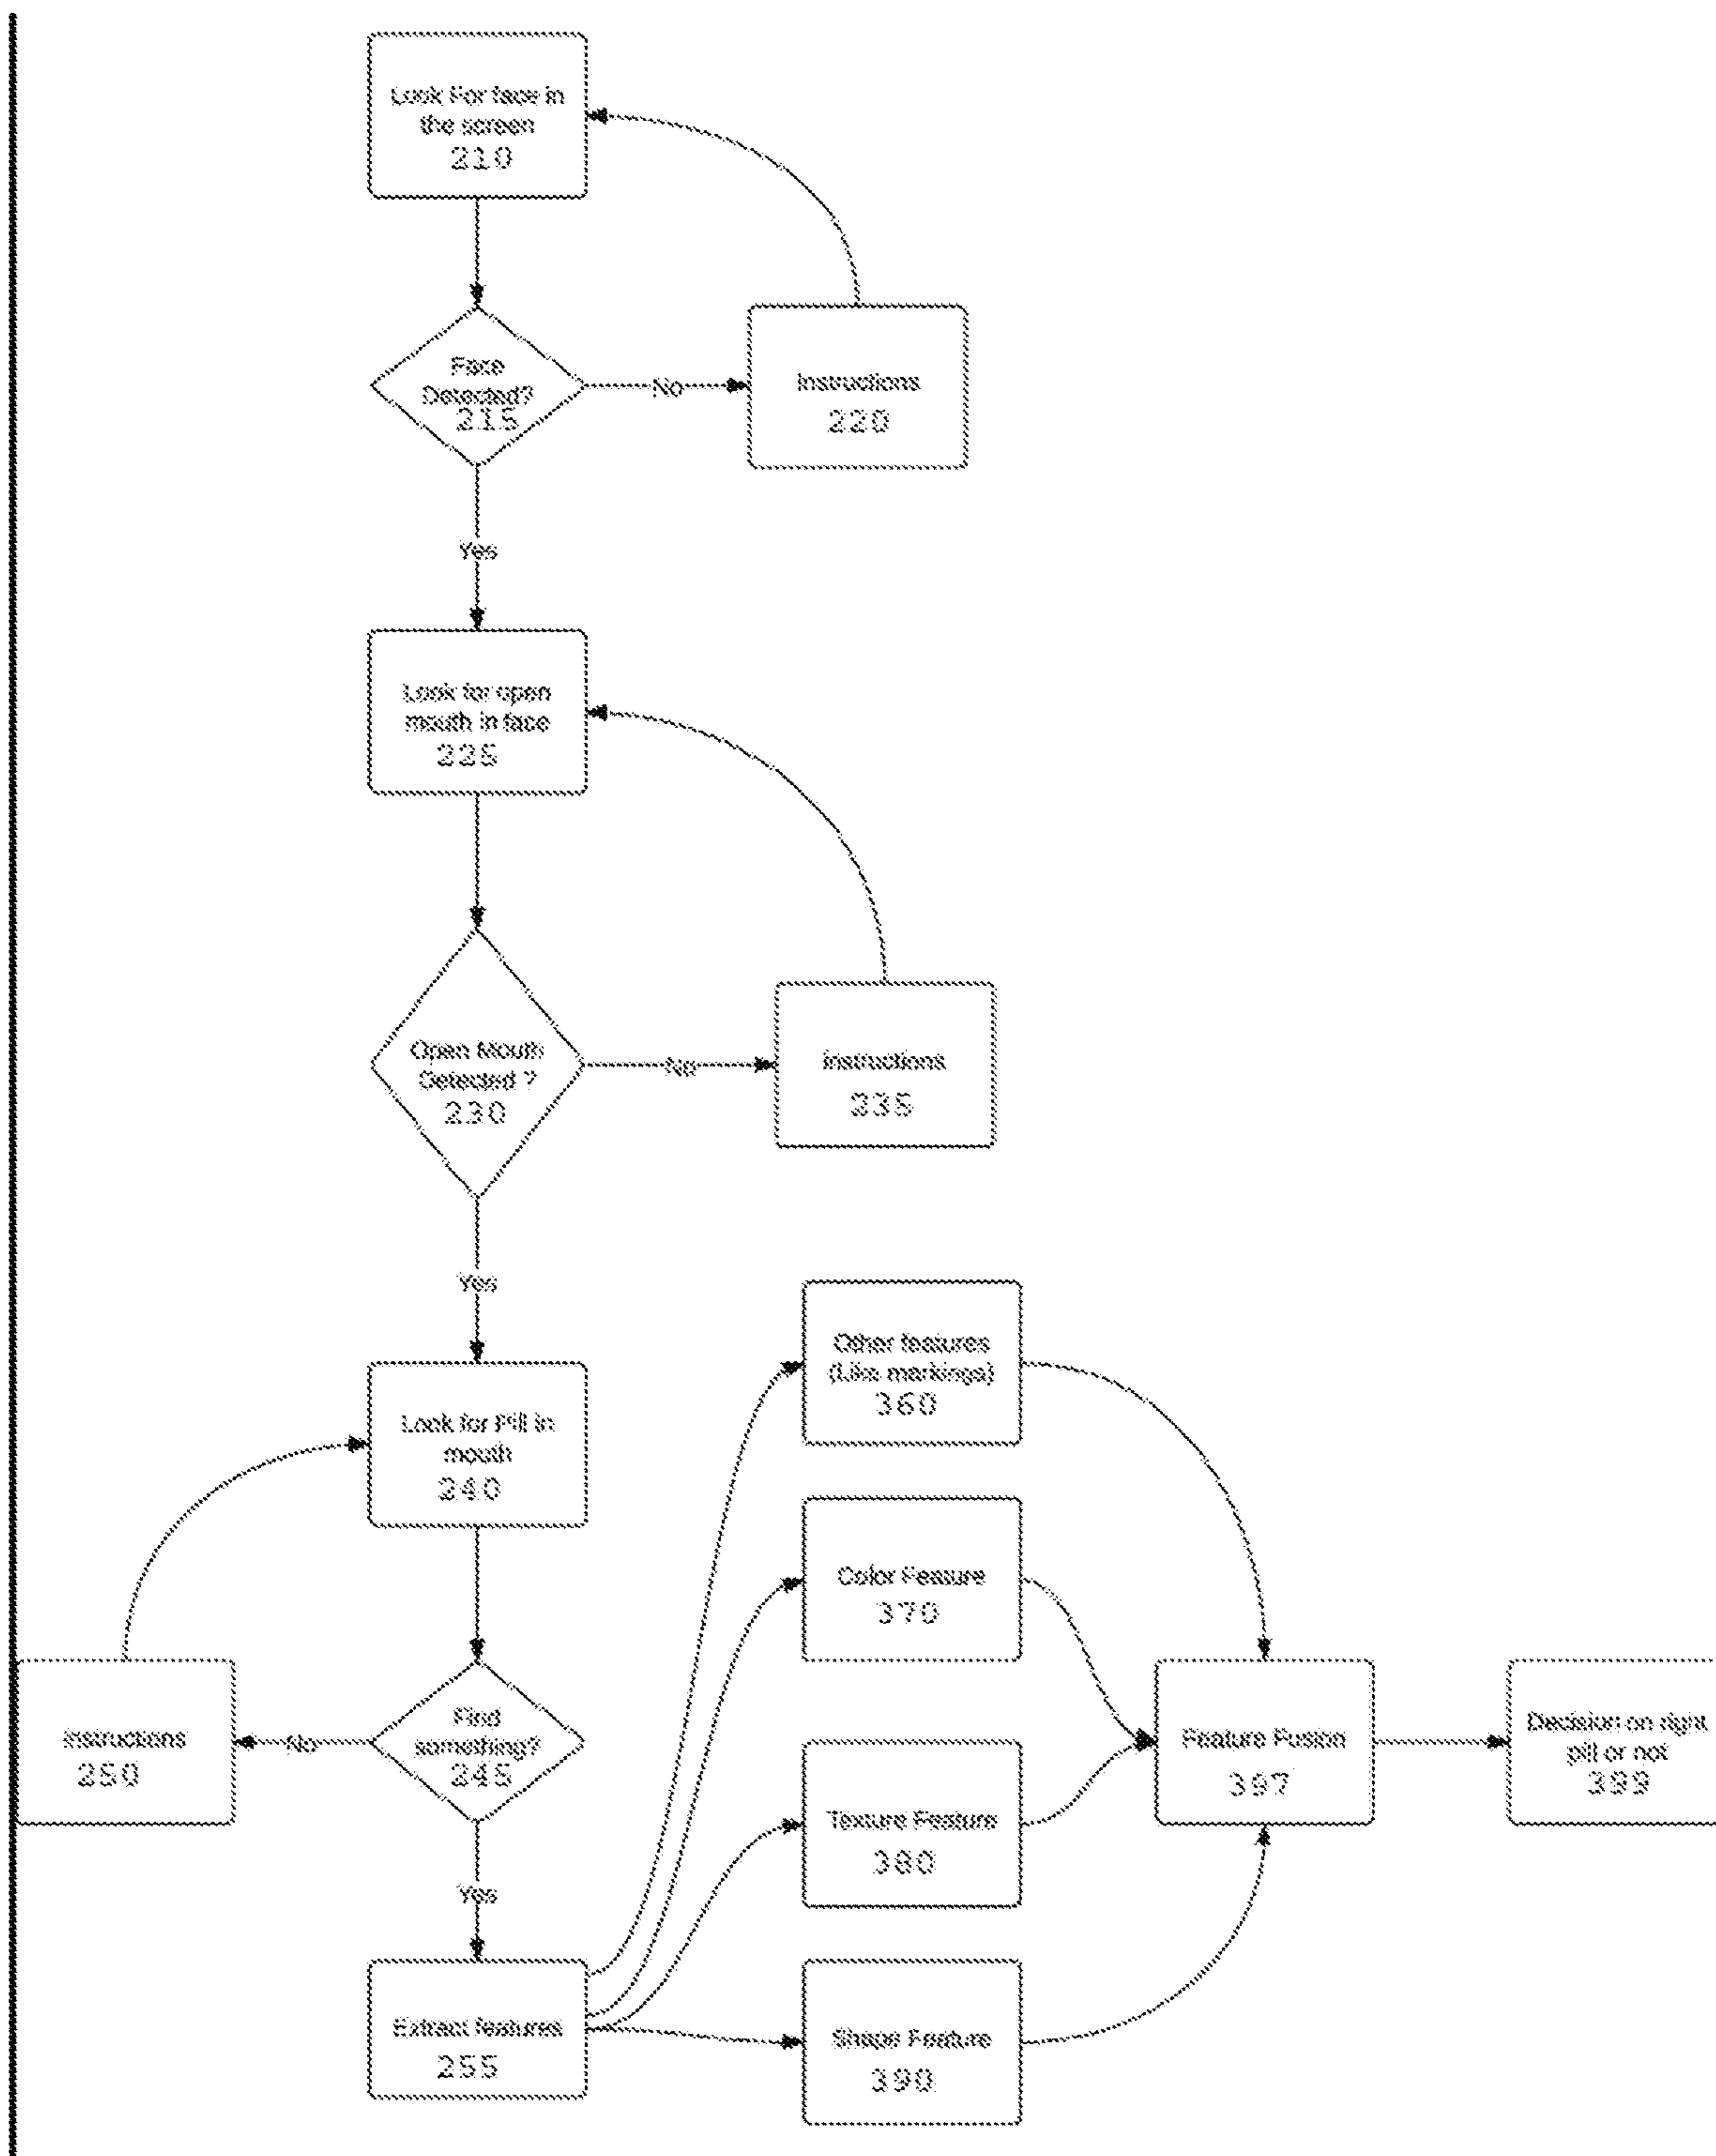 Look For face in
the screen
210
Face
Detected?
215
No
Instructions
220
Yes
Look for open
mouth in face
225
Open Mouth
Detected ?
230
No
Instructions
235
Yes
Look for Pill in
mouth
240
Find
something?
245
No
Instructions
250
Yes
Extract features
255
Other features
(Like markings)
360
Color Feature
370
Texture Feature
380
Shape Feature
390
Feature Fusion
397
Decision on right
pill or not
399